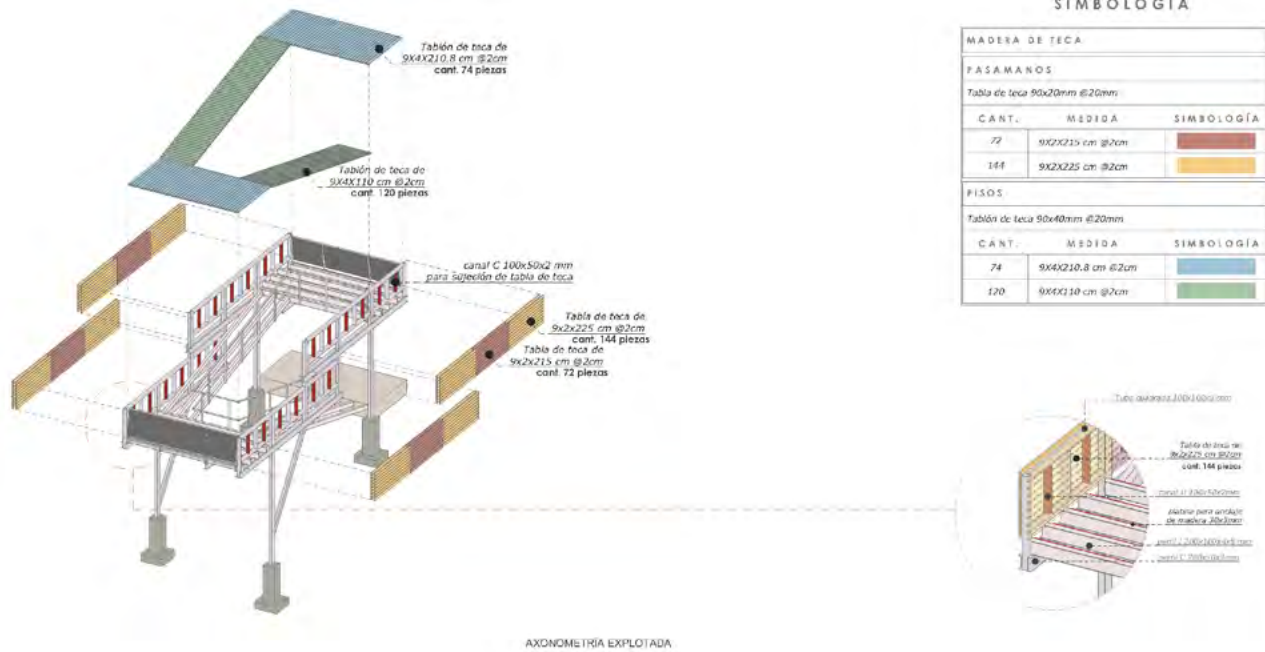 SIMBOLOGÍA
MADERA DE TECA
PASAMANOS
Tabla de teca 90x20mm @20mm
CANT. MEDIDA SIMBOLOGÍA
72 9X2X215 cm @2cm
144 9X2X225 cm @2cm
PISOS
Tablón de teca 90x40mm @20mm
CANT. MEDIDA SIMBOLOGÍA
74 9X4X210.8 cm @2cm
120 9X4X110 cm @2cm
Tablón de teca de
9X4X210.8 cm @2cm
cant. 74 piezas
Tablón de teca de
9X4X110 cm @2cm
cant. 120 piezas
canal C 100x50x2 mm
para sujeción de tabla de teca
Tabla de teca de
9x2x225 cm @2cm
cant. 144 piezas
Tabla de teca de
9x2x215 cm @2cm
cant. 72 piezas
Tabla de teca de
9x2x225 cm @2cm
cant. 144 piezas
platina para anclaje
de madera
AXONOMETRÍA EXPLOTADA